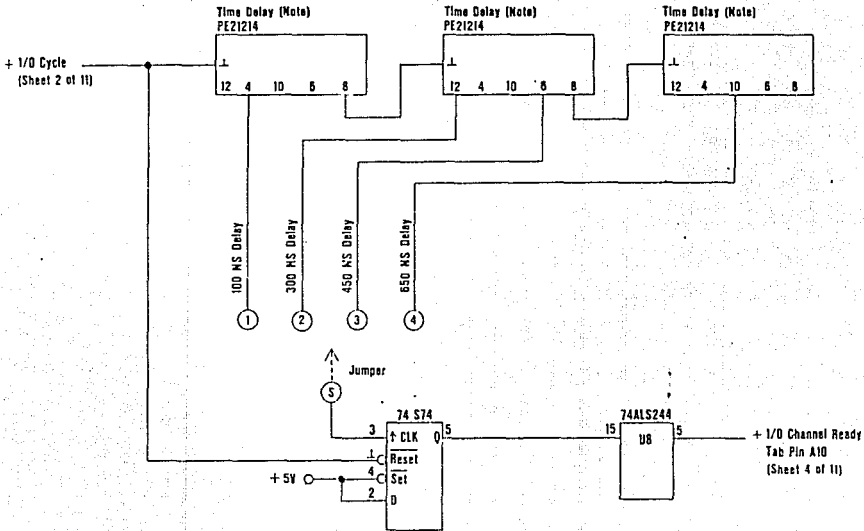 Time Delay (Note)
PE21214
Time Delay (Note)
PE21214
Time Delay (Note)
PE21214
+ I/O Cycle
(Sheet 2 of 11)
1
12 4 10 6 8
1
12 4 10 6 8
1
12 4 10 6 8
100 NS Delay
300 NS Delay
450 NS Delay
650 NS Delay
1
2
3
4
Jumper
S
74 S74
3 ↑ CLK Q 5
1 Reset
+ 5V 4 Set
2 D
74ALS244
15 U8 5
+ I/O Channel Ready
Tab Pin A10
(Sheet 4 of 11)